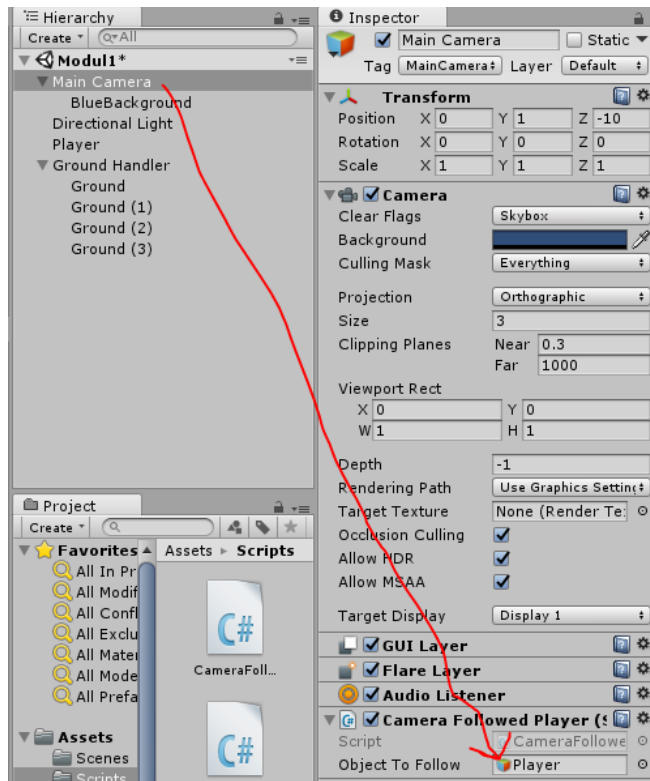 Hierarchy
Create
All
Modul1*
Main Camera
BlueBackground
Directional Light
Player
Ground Handler
Ground
Ground (1)
Ground (2)
Ground (3)
Project
Create
Favorites
All In Pr
All Modif
All Confl
All Exclu
All Mater
All Mode
All Prefa
Assets
Scenes
Scripts
Assets Scripts
C#
CameraFoll...
C#
Inspector
Main Camera Static
Tag MainCamera Layer Default
Transform
Position X 0 Y 1 Z -10
Rotation X 0 Y 0 Z 0
Scale X 1 Y 1 Z 1
Camera
Clear Flags Skybox
Background
Culling Mask Everything
Projection Orthographic
Size 3
Clipping Planes Near 0.3
Far 1000
Viewport Rect
X 0 Y 0
W 1 H 1
Depth -1
Rendering Path Use Graphics Setting
Target Texture None (Render Te:
Occlusion Culling
Allow HDR
Allow MSAA
Target Display Display 1
GUI Layer
Flare Layer
Audio Listener
C# Camera Followed Player (S
Script CameraFollowe
Object To Follow Player